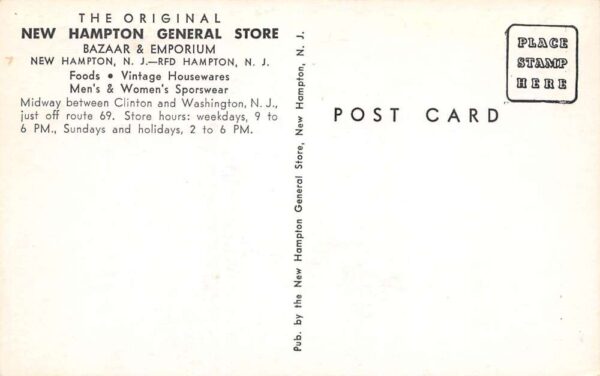 THE ORIGINAL
NEW HAMPTON GENERAL STORE
BAZAAR & EMPORIUM
NEW HAMPTON, N. J.—RFD HAMPTON, N. J.
Foods • Vintage Housewares
Men's & Women's Sporswear
Midway between Clinton and Washington, N. J.,
just off route 69. Store hours: weekdays, 9 to
6 PM., Sundays and holidays, 2 to 6 PM.
Pub. by the New Hampton General Store, New Hampton, N. J.
POST CARD
PLACE
STAMP
HERE